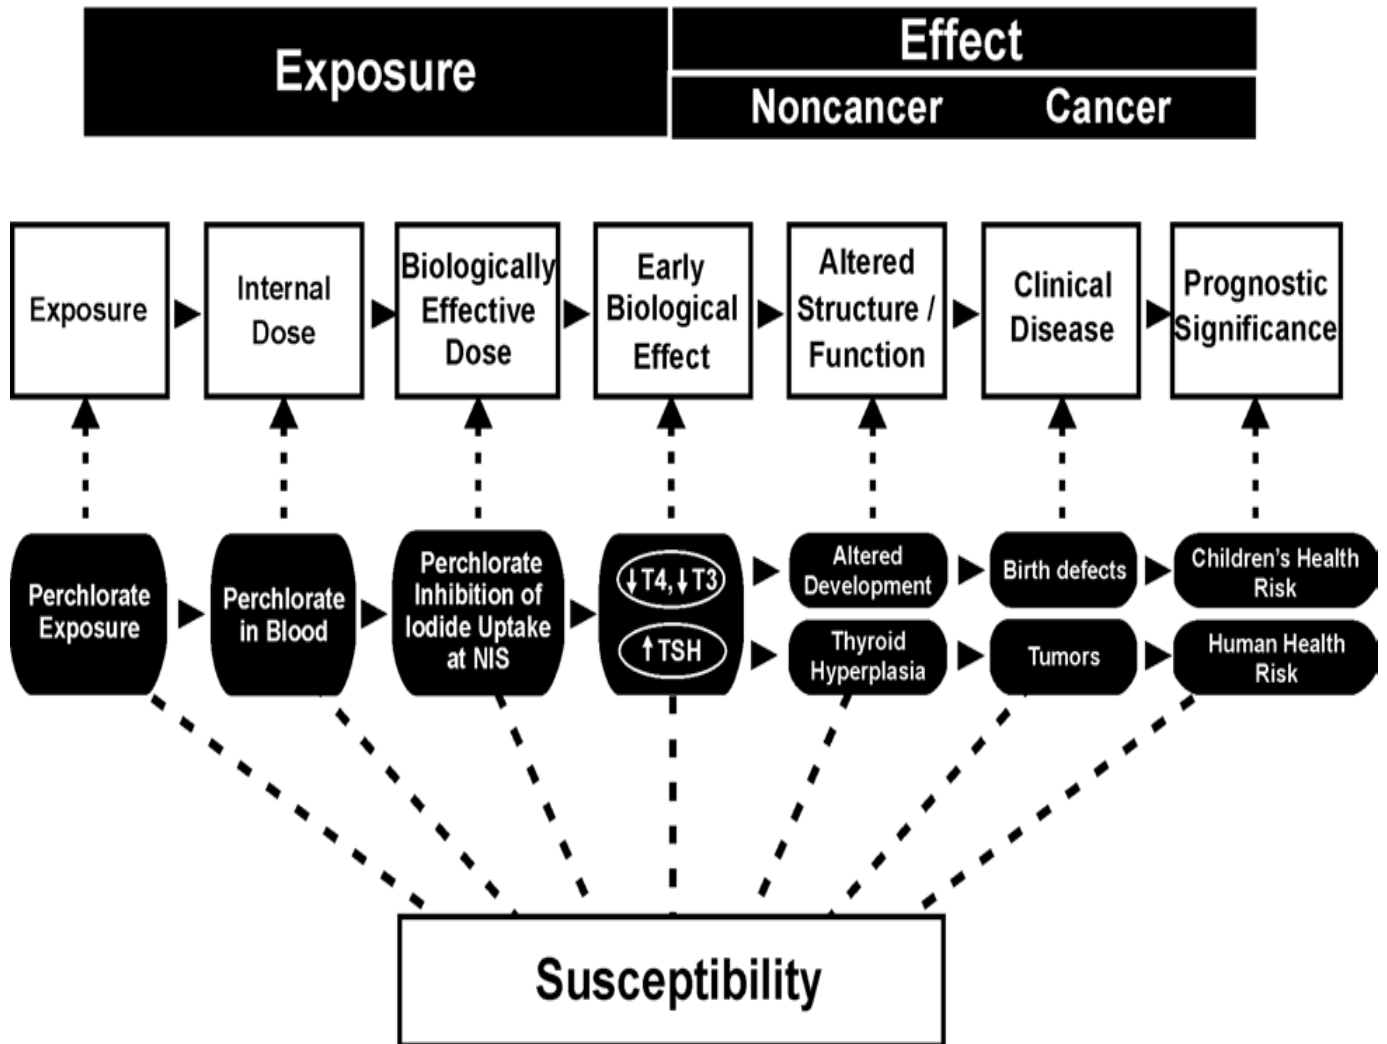 Exposure
Effect
Noncancer Cancer
Exposure
Internal
Dose
Biologically
Effective
Dose
Early
Biological
Effect
Altered
Structure /
Function
Clinical
Disease
Prognostic
Significance
Perchlorate
Exposure
Perchlorate
in Blood
Perchlorate
Inhibition of
Iodide Uptake
at NIS
↓T4, ↓T3
↑TSH
Altered
Development
Birth defects
Children's Health
Risk
Thyroid
Hyperplasia
Tumors
Human Health
Risk
Susceptibility